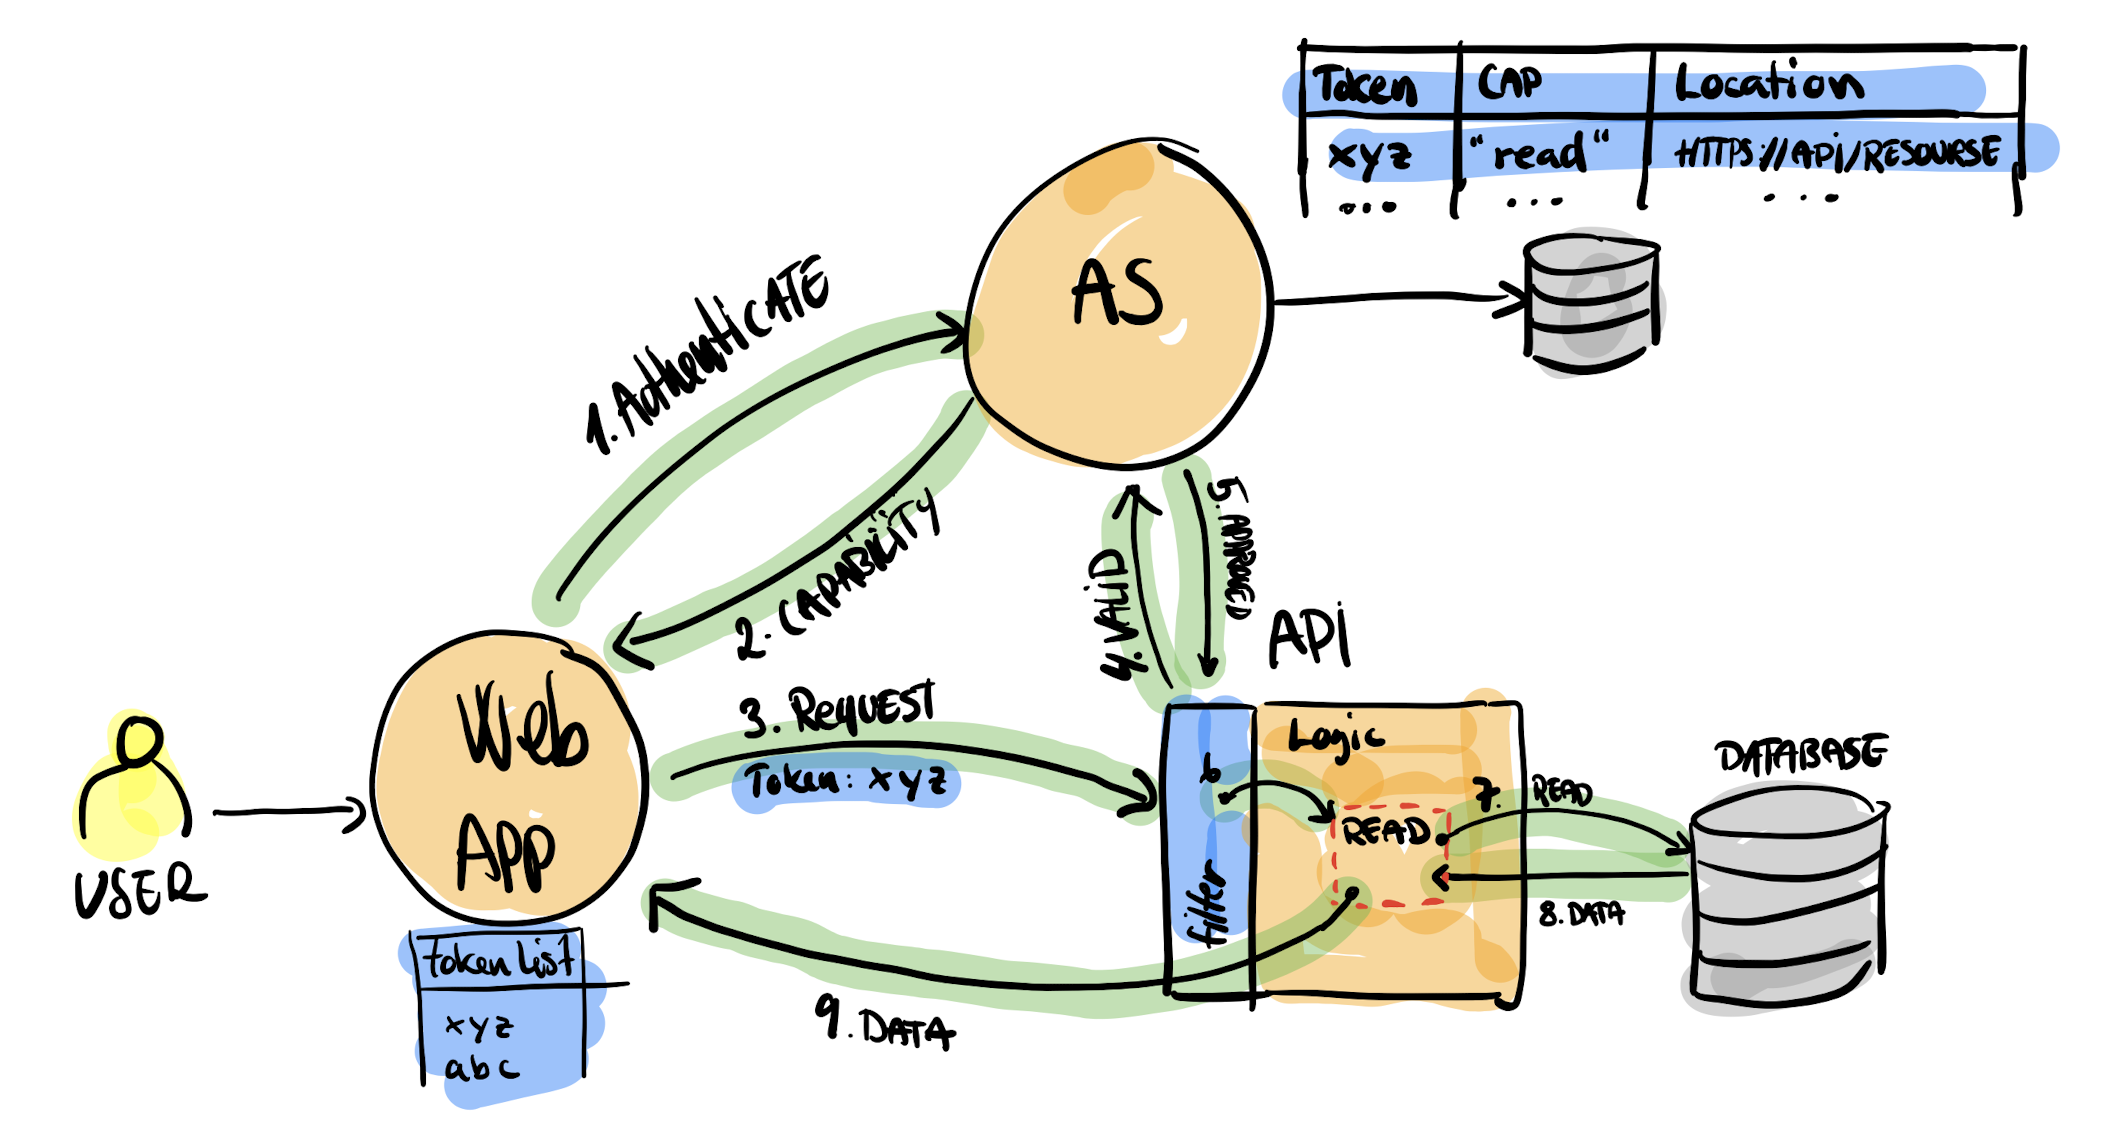 Token CAP Location
xyz "read" HTTPS://API/RESOURSE
... ... ...
AS
1. AuthentiCATE
2. CAPABILITY
4. VALID
5. APPROVED
API
Web
APP
3. REQUEST
Token: xyz
Logic
6
filter
READ
7. READ
8. DATA
DATABASE
USER
token list
xyz
abc
9. DATA